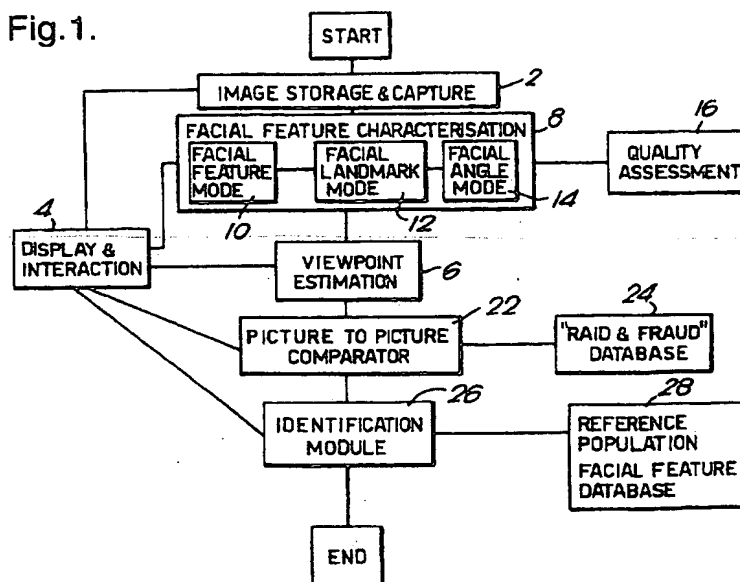 Fig.1.
START
2
IMAGE STORAGE & CAPTURE
8
FACIAL FEATURE CHARACTERISATION
FACIAL
FEATURE
MODE
10
FACIAL
LANDMARK
MODE
12
FACIAL
ANGLE
MODE
14
16
QUALITY
ASSESSMENT
4
DISPLAY &
INTERACTION
VIEWPOINT
ESTIMATION
6
22
PICTURE TO PICTURE
COMPARATOR
24
"RAID & FRAUD"
DATABASE
26
IDENTIFICATION
MODULE
28
REFERENCE
POPULATION
FACIAL FEATURE
DATABASE
END